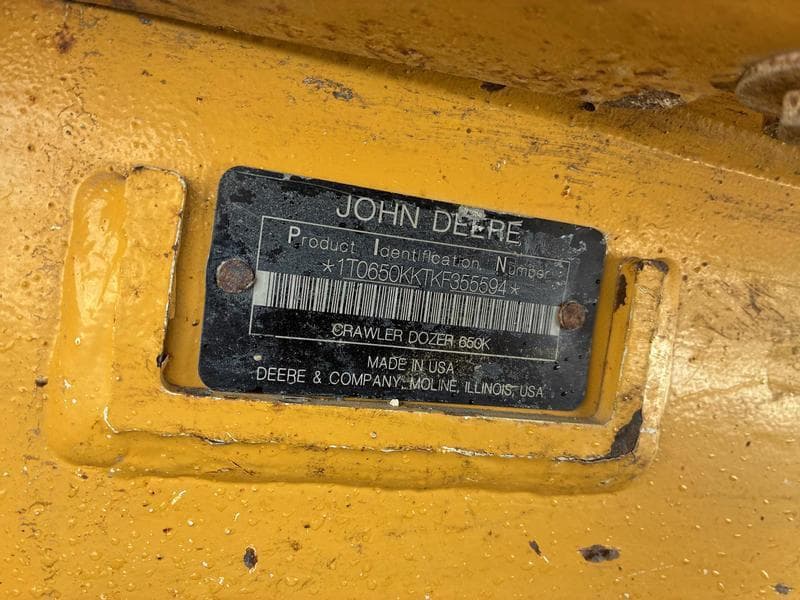 JOHN DEERE
Product Identification Number
*1T0650KKTKF355594*
CRAWLER DOZER 650K
MADE IN USA
DEERE & COMPANY, MOLINE, ILLINOIS, USA